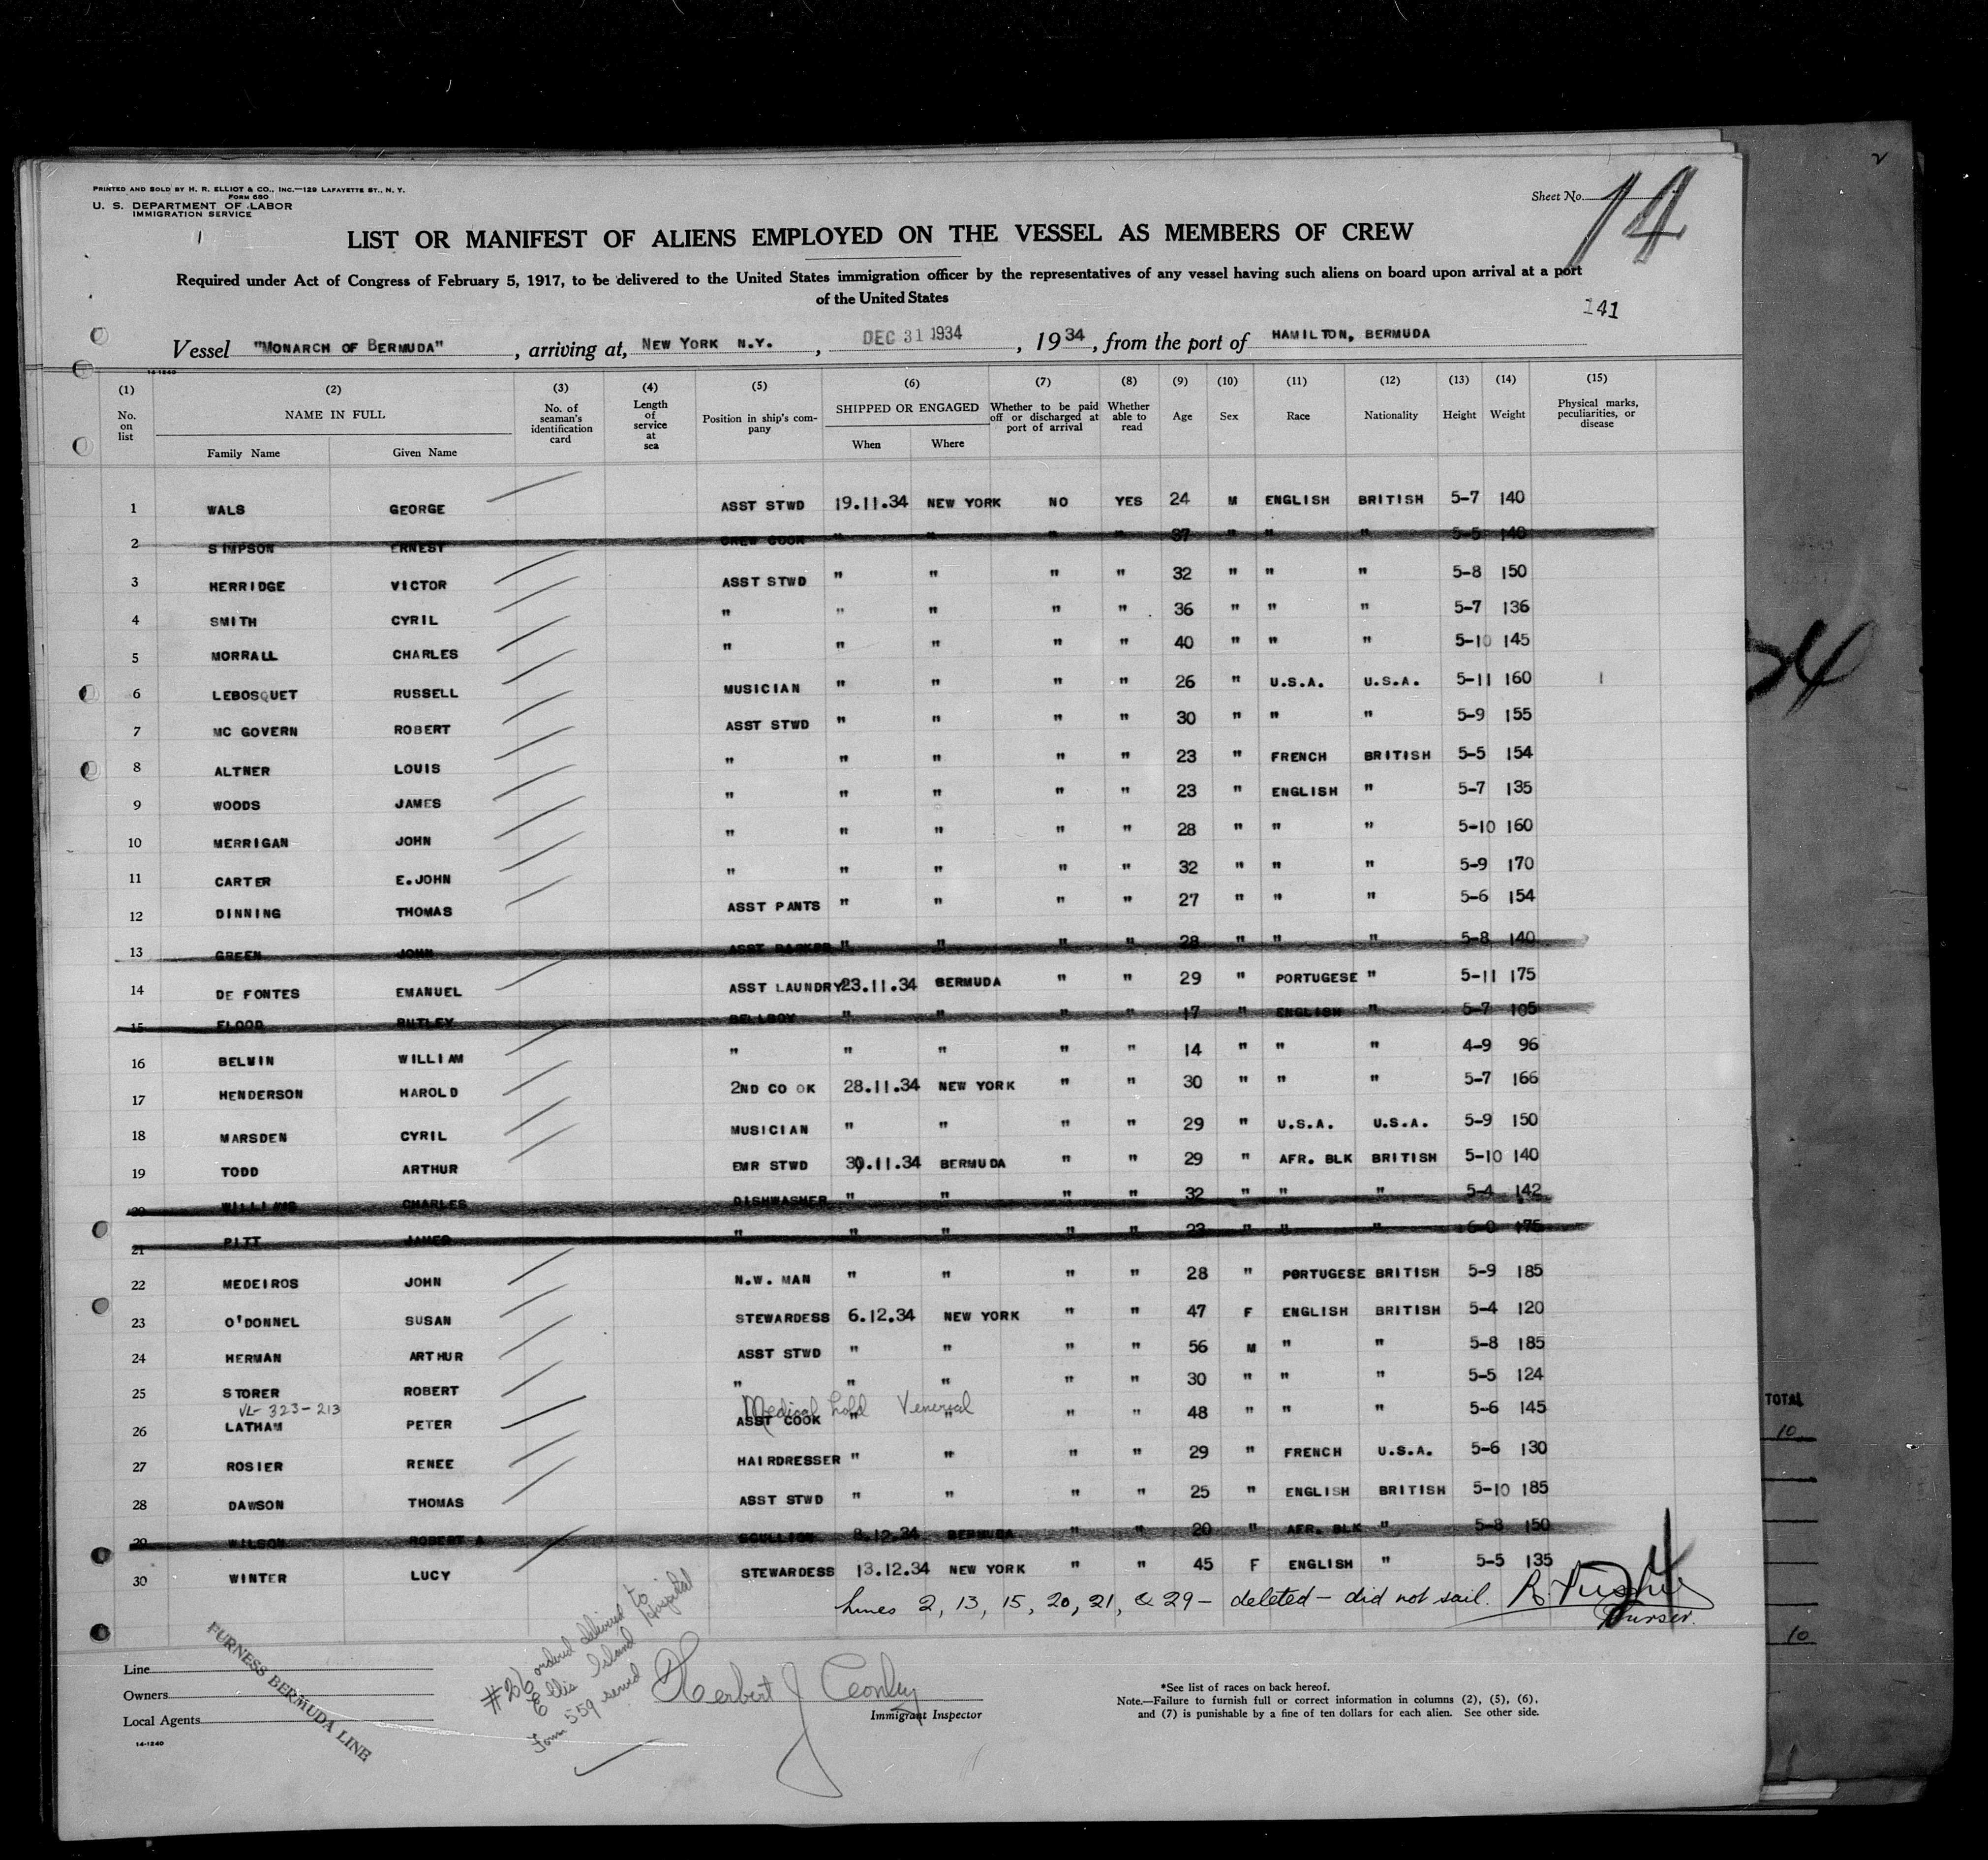 PRINTED AND SOLD BY H. R. ELLIOT & CO., INC.—129 LAFAYETTE ST., N. Y.
FORM 680
U. S. DEPARTMENT OF LABOR
IMMIGRATION SERVICE
Sheet No. 14
LIST OR MANIFEST OF ALIENS EMPLOYED ON THE VESSEL AS MEMBERS OF CREW
Required under Act of Congress of February 5, 1917, to be delivered to the United States immigration officer by the representatives of any vessel having such aliens on board upon arrival at a port
of the United States
141
Vessel "MONARCH OF BERMUDA", arriving at, NEW YORK N.Y., DEC 31 1934, 1934, from the port of HAMILTON, BERMUDA
14-1240
(1) (2) (3) (4) (5) (6) (7) (8) (9) (10) (11) (12) (13) (14) (15)
No. on list NAME IN FULL Family Name Given Name No. of seaman's identification card Length of service at sea Position in ship's company SHIPPED OR ENGAGED When Where Whether to be paid off or discharged at port of arrival Whether able to read Age Sex Race Nationality Height Weight Physical marks, peculiarities, or disease
1 WALS GEORGE ASST STWD 19.11.34 NEW YORK NO YES 24 M ENGLISH BRITISH 5-7 140
2 SIMPSON ERNEST CREW COOK " " " " 37 " " " 5-5 140
3 HERRIDGE VICTOR ASST STWD " " " " 32 " " " 5-8 150
4 SMITH CYRIL " " " " " 36 " " " 5-7 136
5 MORRALL CHARLES " " " " " 40 " " " 5-10 145
6 LEBOSQUET RUSSELL MUSICIAN " " " " 26 " U.S.A. U.S.A. 5-11 160
7 MC GOVERN ROBERT ASST STWD " " " " 30 " " " 5-9 155
8 ALTNER LOUIS " " " " " 23 " FRENCH BRITISH 5-5 154
9 WOODS JAMES " " " " " 23 " ENGLISH " 5-7 135
10 MERRIGAN JOHN " " " " " 28 " " " 5-10 160
11 CARTER E.JOHN " " " " " 32 " " " 5-9 170
12 DINNING THOMAS ASST PANTS " " " " 27 " " " 5-6 154
13 GREEN JOHN ASST " " " " 28 " " " 5-8 140
14 DE FONTES EMANUEL ASST LAUNDRY 23.11.34 BERMUDA " " 29 " PORTUGESE " 5-11 175
15 FLOOD RUTLEY BELLBOY " " " " 17 " ENGLISH " 5-7 105
16 BELWIN WILLIAM " " " " " 14 " " " 4-9 96
17 HENDERSON HAROLD 2ND COOK 28.11.34 NEW YORK " " 30 " " " 5-7 166
18 MARSDEN CYRIL MUSICIAN " " " " 29 " U.S.A. U.S.A. 5-9 150
19 TODD ARTHUR EMR STWD 30.11.34 BERMUDA " " 29 " AFR. BLK BRITISH 5-10 140
20 CHARLES DISHWASHER " " " " 32 " " " 5-4 142
21 PITT JAMES " " " " " 23 " " " 6-0 175
22 MEDEIROS JOHN N.W. MAN " " " " 28 " PORTUGESE BRITISH 5-9 185
23 O'DONNEL SUSAN STEWARDESS 6.12.34 NEW YORK " " 47 F ENGLISH BRITISH 5-4 120
24 HERMAN ARTHUR ASST STWD " " " " 56 M " " 5-8 185
25 STORER ROBERT " " " " " 30 " " " 5-5 124
VL-323-213 Medical hold Venereal
26 LATHAM PETER ASST COOK " " " " 48 " " " 5-6 145
27 ROSIER RENEE HAIRDRESSER " " " " 29 " FRENCH U.S.A. 5-6 130
28 DAWSON THOMAS ASST STWD " " " " 25 " ENGLISH BRITISH 5-10 185
29 WILSON ROBERT A SCULLION 8.12.34 BERMUDA " " 20 " AFR. BLK " 5-8 150
30 WINTER LUCY STEWARDESS 13.12.34 NEW YORK " " 45 F ENGLISH " 5-5 135
Lines 2, 13, 15, 20, 21, & 29 - deleted - did not sail.
Purser.
#26 ordered delivered to
Ellis Island Hospital
Form 559 served
Line
Owners
Local Agents
FURNESS BERMUDA LINE
14-1240
Herbert J
Immigrant Inspector
*See list of races on back hereof.
Note.—Failure to furnish full or correct information in columns (2), (5), (6),
and (7) is punishable by a fine of ten dollars for each alien. See other side.
TOTAL
10
10